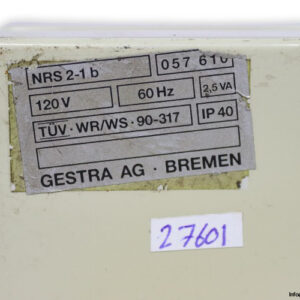 NRS 2-1 b 057 610
120 V 60 Hz 2,5 VA
TÜV · WR/WS · 90-317 IP 40
GESTRA AG · BREMEN
27601